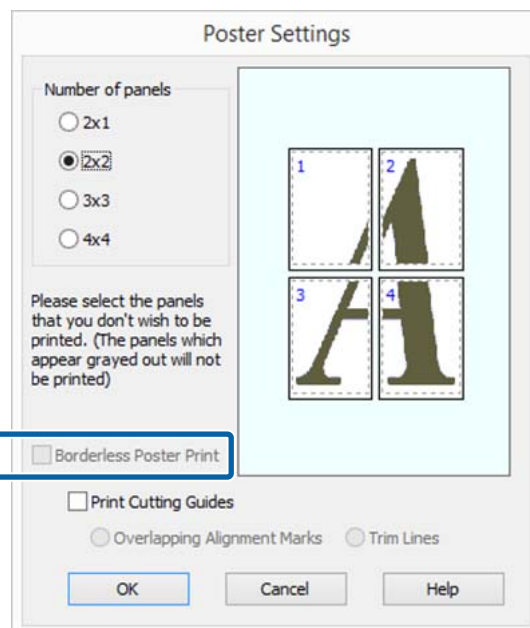 Poster Settings
Number of panels
2x1
2x2
3x3
4x4
Please select the panels
that you don't wish to be
printed. (The panels which
appear grayed out will not
be printed)
1
2
3
4
A
Borderless Poster Print
Print Cutting Guides
Overlapping Alignment Marks
Trim Lines
OK
Cancel
Help